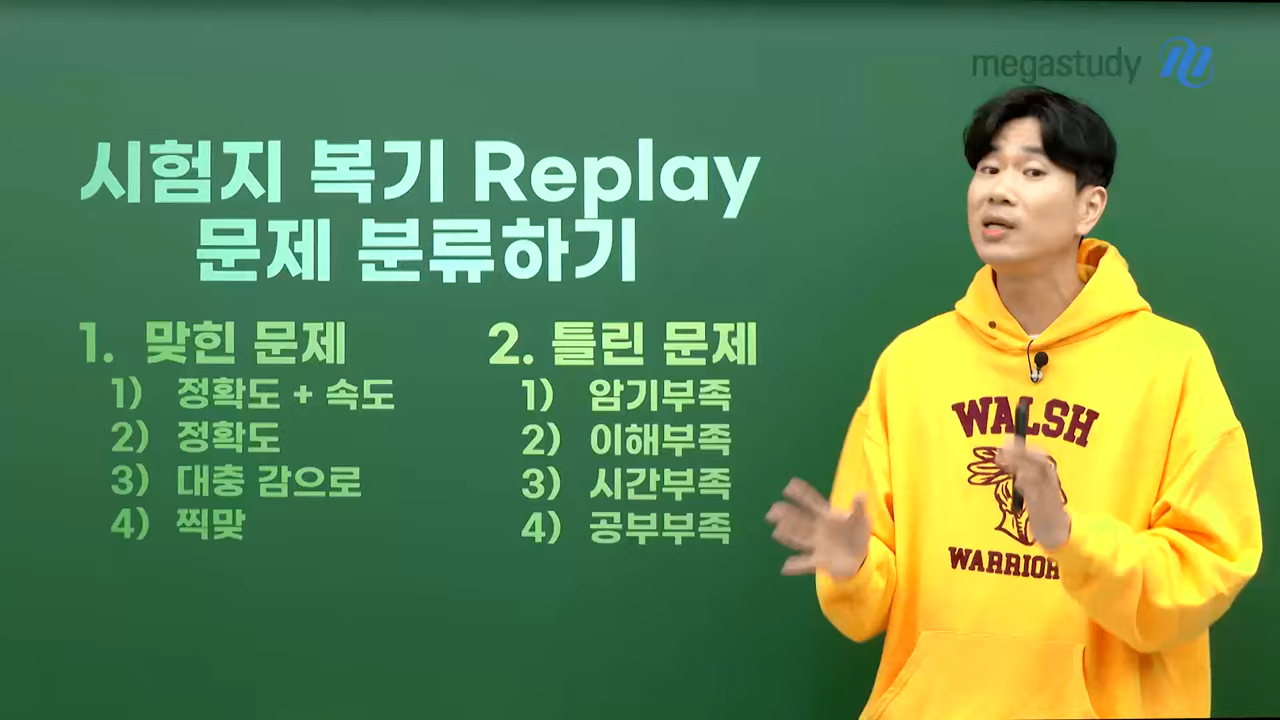 megastudy
시험지 복기 Replay
문제 분류하기
1. 맞힌 문제
1) 정확도 + 속도
2) 정확도
3) 대충 감으로
4) 찍맞
2. 틀린 문제
1) 암기부족
2) 이해부족
3) 시간부족
4) 공부부족
WALSH
WARRIOR